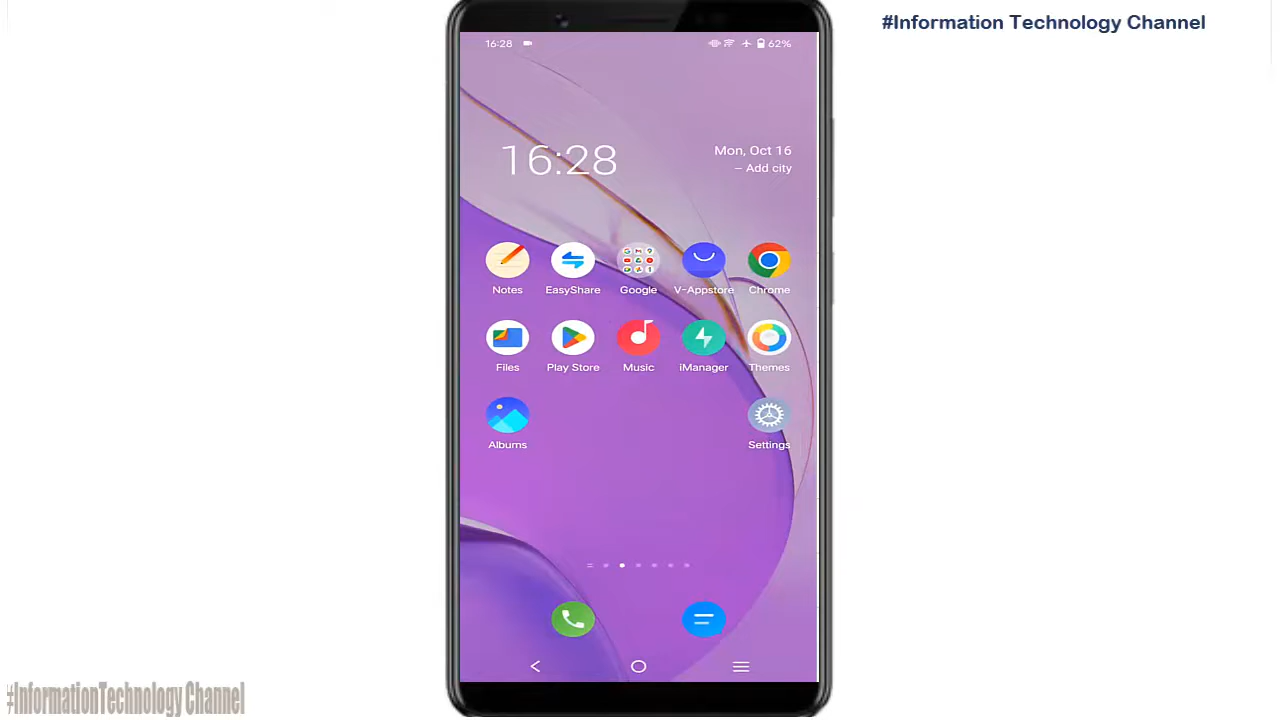 #Information Technology Channel
16:28
62%
16:28
Mon, Oct 16
– Add city
Notes
EasyShare
Google
V-Appstore
Chrome
Files
Play Store
Music
iManager
Themes
Albums
Settings
#InformationTechnology Channel